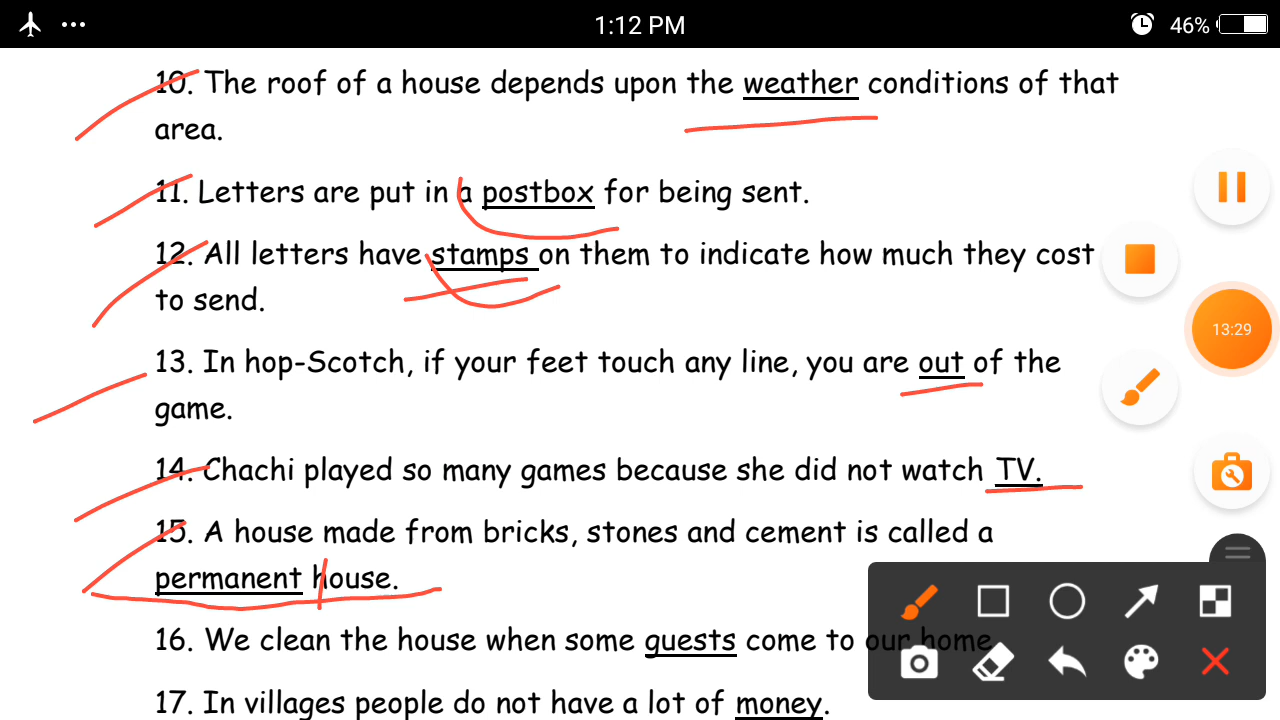 1:12 PM
46%
10. The roof of a house depends upon the weather conditions of that
area.
11. Letters are put in a postbox for being sent.
12. All letters have stamps on them to indicate how much they cost
to send.
13:29
13. In hop-Scotch, if your feet touch any line, you are out of the
game.
14. Chachi played so many games because she did not watch TV.
15. A house made from bricks, stones and cement is called a
permanent house.
16. We clean the house when some guests come to our home
17. In villages people do not have a lot of money.